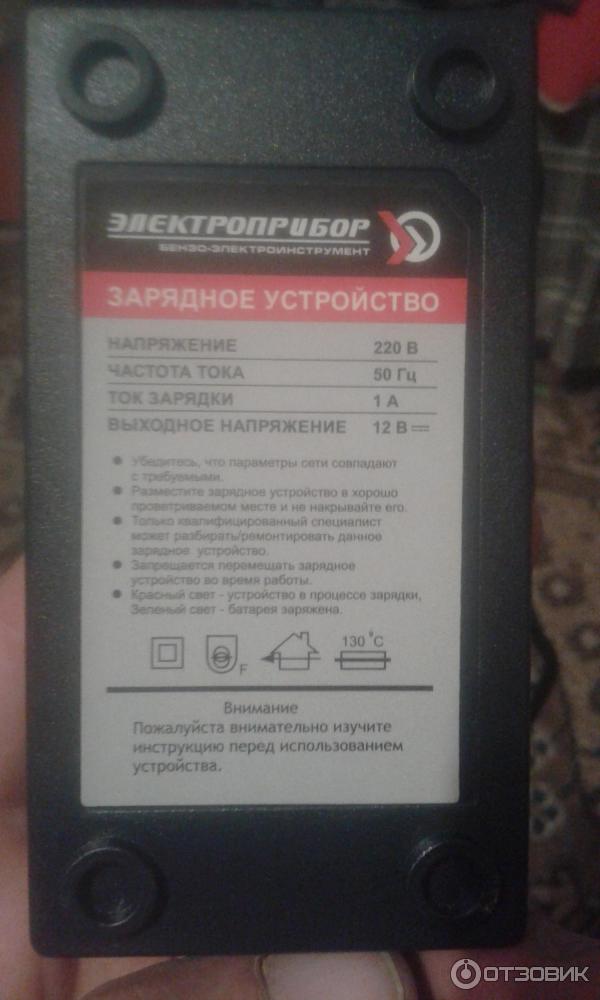 ЭЛЕКТРОПРИБОР
БЕНЗО-ЭЛЕКТРОИНСТРУМЕНТ
ЗАРЯДНОЕ УСТРОЙСТВО
НАПРЯЖЕНИЕ 220 В
ЧАСТОТА ТОКА 50 Гц
ТОК ЗАРЯДКИ 1 А
ВЫХОДНОЕ НАПРЯЖЕНИЕ 12 В
● Убедитесь, что параметры сети совпадают
с требуемыми.
● Разместите зарядное устройство в хорошо
проветриваемом месте и не накрывайте его.
● Только квалифицированный специалист
может разбирать/ремонтировать данное
зарядное устройство.
● Запрещается перемещать зарядное
устройство во время работы.
● Красный свет - устройство в процессе зарядки,
Зеленый свет - батарея заряжена.
F 130 °C
Внимание
Пожалуйста внимательно изучите
инструкцию перед использованием
устройства.
ОТЗОВИК